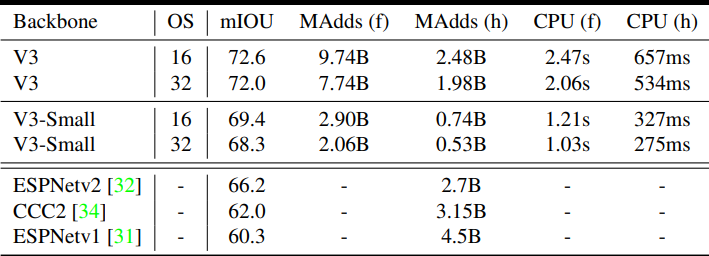 Backbone OS mIOU MAdds (f) MAdds (h) CPU (f) CPU (h)
V3 16 72.6 9.74B 2.48B 2.47s 657ms
V3 32 72.0 7.74B 1.98B 2.06s 534ms
V3-Small 16 69.4 2.90B 0.74B 1.21s 327ms
V3-Small 32 68.3 2.06B 0.53B 1.03s 275ms
ESPNetv2 [32] - 66.2 - 2.7B - -
CCC2 [34] - 62.0 - 3.15B - -
ESPNetv1 [31] - 60.3 - 4.5B - -